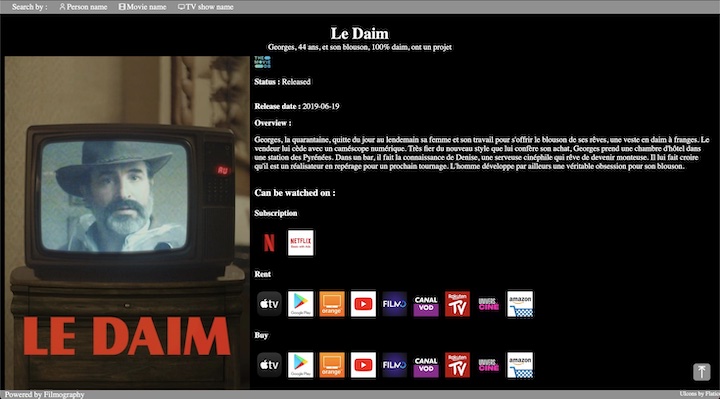 Search by :
Person name
Movie name
TV show name
Le Daim
Georges, 44 ans, et son blouson, 100% daim, ont un projet
THE
MOVIE
DB
Status : Released
Release date : 2019-06-19
Overview :
Georges, la quarantaine, quitte du jour au lendemain sa femme et son travail pour s'offrir le blouson de ses rêves, une veste en daim à franges. Le
vendeur lui cède avec un caméscope numérique. Très fier du nouveau style que lui confère son achat, Georges prend une chambre d'hôtel dans
une station des Pyrénées. Dans un bar, il fait la connaissance de Denise, une serveuse cinéphile qui rêve de devenir monteuse. Il lui fait croire
qu'il est un réalisateur en repérage pour un prochain tournage. L'homme développe par ailleurs une véritable obsession pour son blouson.
Can be watched on :
Subscription
N
NETFLIX
Rent
tv
Google Play
orange
FILMO
CANAL
VOD
Rakuten
TV
UNIVERS
CINE
amazon
Buy
tv
Google Play
orange
FILMO
CANAL
VOD
Rakuten
TV
UNIVERS
CINE
amazon
AU
LE DAIM
Powered by Filmography
UIcons by